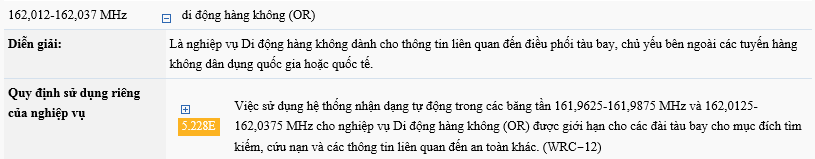 162,012-162,037 MHz di động hàng không (OR)
Diễn giải: Là nghiệp vụ Di động hàng không dành cho thông tin liên quan đến điều phối tàu bay, chủ yếu bên ngoài các tuyến hàng
không dân dụng quốc gia hoặc quốc tế.
Quy định sử dụng riêng
của nghiệp vụ
5.228E
Việc sử dụng hệ thống nhận dạng tự động trong các băng tần 161,9625-161,9875 MHz và 162,0125-
162,0375 MHz cho nghiệp vụ Di động hàng không (OR) được giới hạn cho các đài tàu bay cho mục đích tìm
kiếm, cứu nạn và các thông tin liên quan đến an toàn khác. (WRC–12)